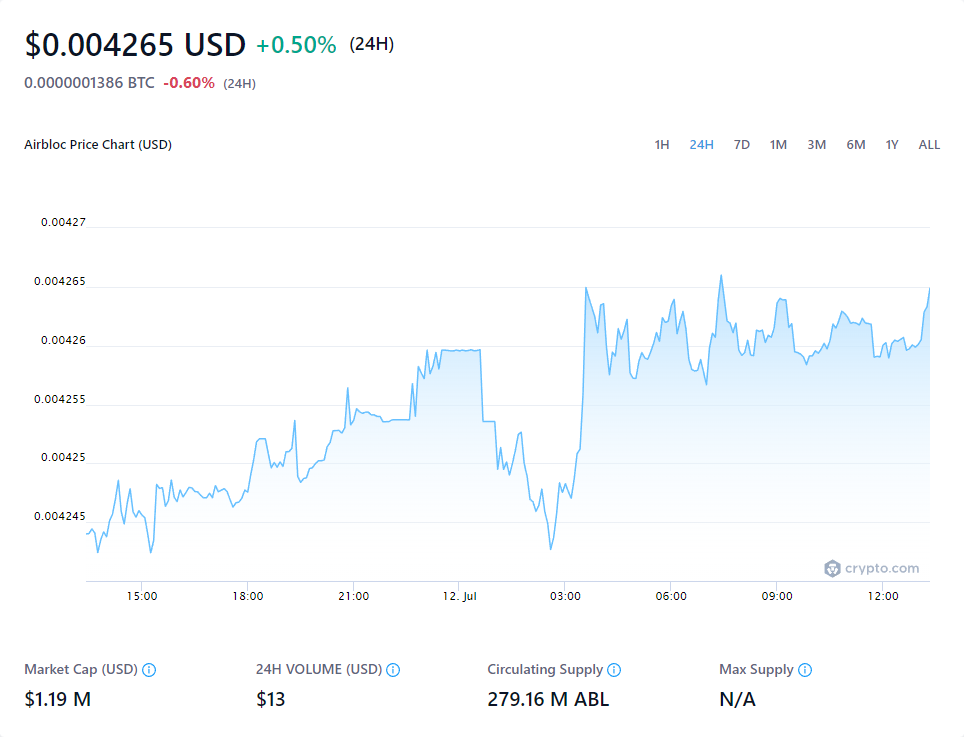 $0.004265 USD +0.50% (24H)
0.0000001386 BTC -0.60% (24H)
Airbloc Price Chart (USD) 1H 24H 7D 1M 3M 6M 1Y ALL
0.00427
0.004265
0.00426
0.004255
0.00425
0.004245
crypto.com
15:00 18:00 21:00 12. Jul 03:00 06:00 09:00 12:00
Market Cap (USD) 24H VOLUME (USD) Circulating Supply Max Supply
$1.19 M $13 279.16 M ABL N/A